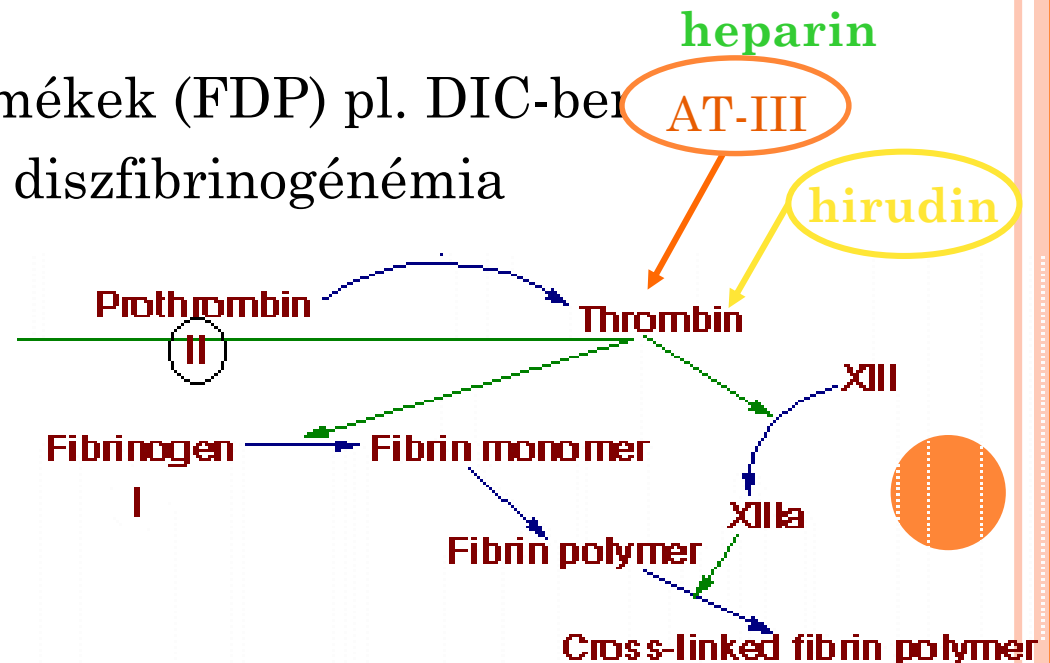 heparin
mékek (FDP) pl. DIC-ben
AT-III
diszfibrinogénémia
hirudin
Prothrombin
Thrombin
II
XIII
Fibrinogen
Fibrin monomer
I
XIIIa
Fibrin polymer
Cross-linked fibrin polymer